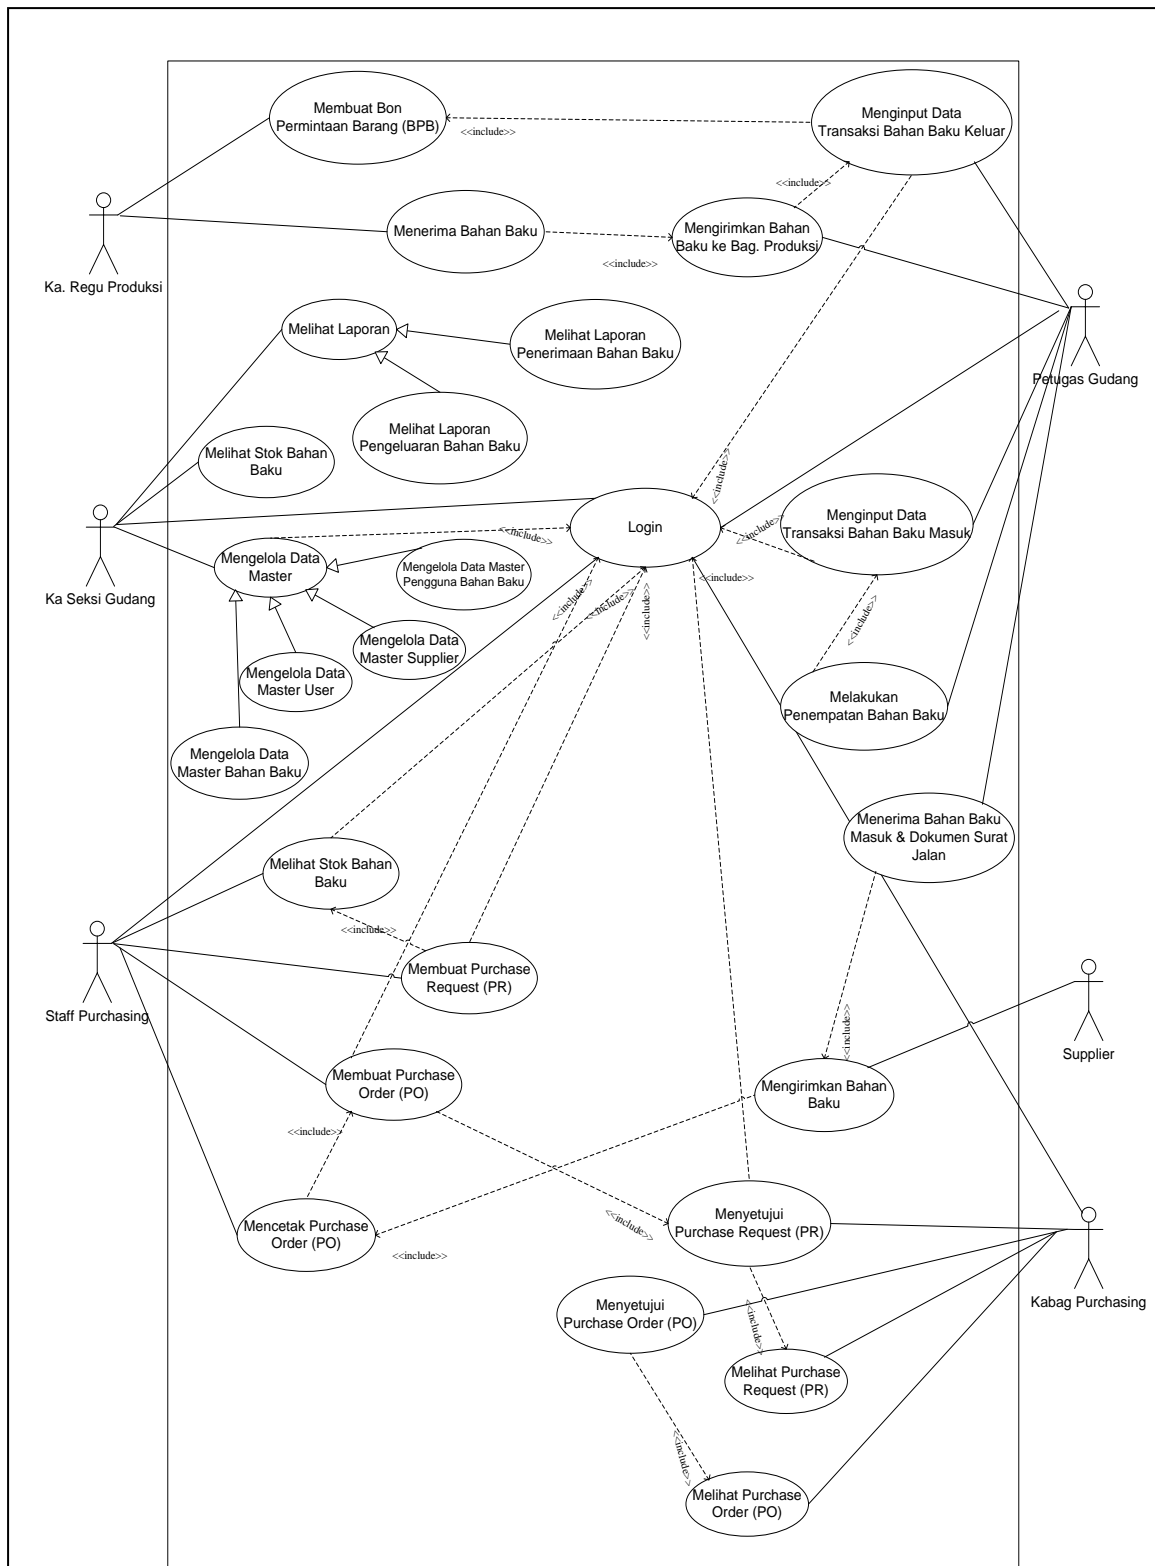 Membuat Bon
Permintaan Barang (BPB)
<<include>>
Menginput Data
Transaksi Bahan Baku Keluar
<<include>>
Ka. Regu Produksi
Menerima Bahan Baku
<<include>>
Mengirimkan Bahan
Baku ke Bag. Produksi
Petugas Gudang
Melihat Laporan
Melihat Laporan
Penerimaan Bahan Baku
Melihat Laporan
Pengeluaran Bahan Baku
Melihat Stok Bahan
Baku
<<include>>
Ka Seksi Gudang
Login
<<include>>
<<include>>
Menginput Data
Transaksi Bahan Baku Masuk
Mengelola Data
Master
Mengelola Data Master
Pengguna Bahan Baku
<<include>>
<<include>>
<<include>>
<<include>>
<<include>>
Mengelola Data
Master Supplier
Mengelola Data
Master User
Mengelola Data
Master Bahan Baku
Melakukan
Penempatan Bahan Baku
Menerima Bahan Baku
Masuk & Dokumen Surat
Jalan
Melihat Stok Bahan
Baku
<<include>>
Staff Purchasing
Membuat Purchase
Request (PR)
<<include>>
Supplier
Membuat Purchase
Order (PO)
Mengirimkan Bahan
Baku
<<include>>
Mencetak Purchase
Order (PO)
<<include>>
<<include>>
Menyetujui
Purchase Request (PR)
Kabag Purchasing
Menyetujui
Purchase Order (PO)
<<include>>
Melihat Purchase
Request (PR)
<<include>>
Melihat Purchase
Order (PO)